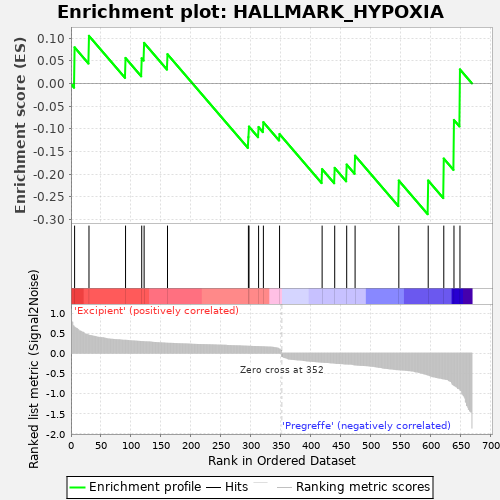 Enrichment plot: HALLMARK_HYPOXIA
Enrichment score (ES)
0.10
0.05
0.00
-0.05
-0.10
-0.15
-0.20
-0.25
-0.30
'Excipient' (positively correlated)
Ranked list metric (Signal2Noise)
1.0
0.5
0.0
-0.5
-1.0
-1.5
-2.0
Zero cross at 352
'Pregreffe' (negatively correlated)
0 50 100 150 200 250 300 350 400 450 500 550 600 650 700
Rank in Ordered Dataset
Enrichment profile Hits Ranking metric scores